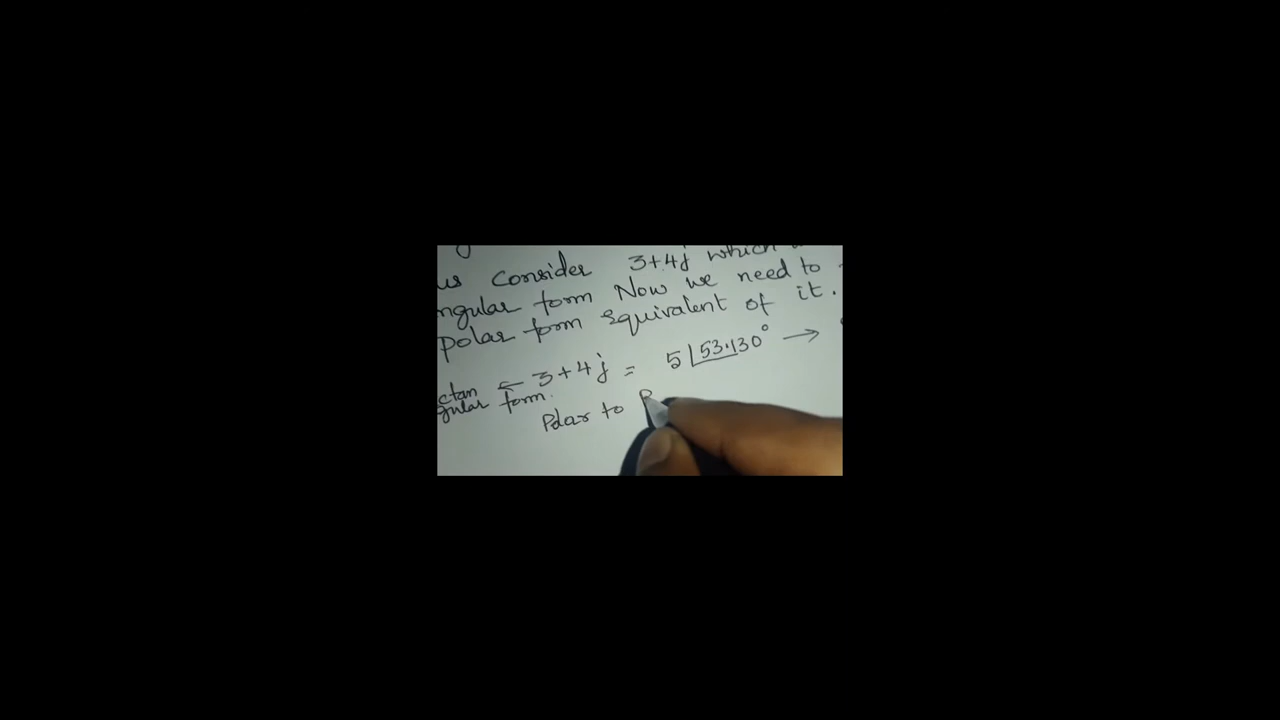 us Consider 3+4j which
ngular form Now we need to
polar form equivalent of it.
ctan ← 3+4j = 5∠53.130° →
gular form.
Polar to R